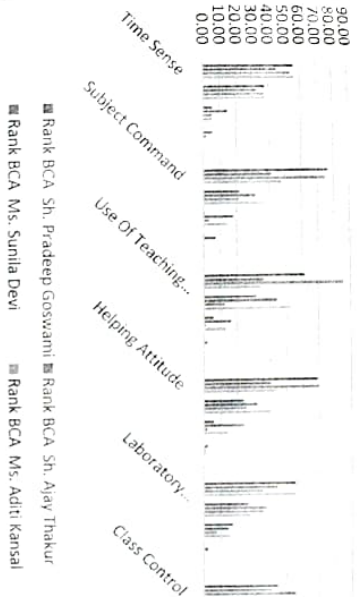 90.00
80.00
70.00
60.00
50.00
40.00
30.00
20.00
10.00
0.00
Time Sense
Subject Command
Use Of Teaching...
Helping Attitude
Laboratory...
Class Control
Rank BCA Sh. Pradeep Goswami Rank BCA Sh. Ajay Thakur
Rank BCA Ms. Sunila Devi Rank BCA Ms. Aditi Kansal